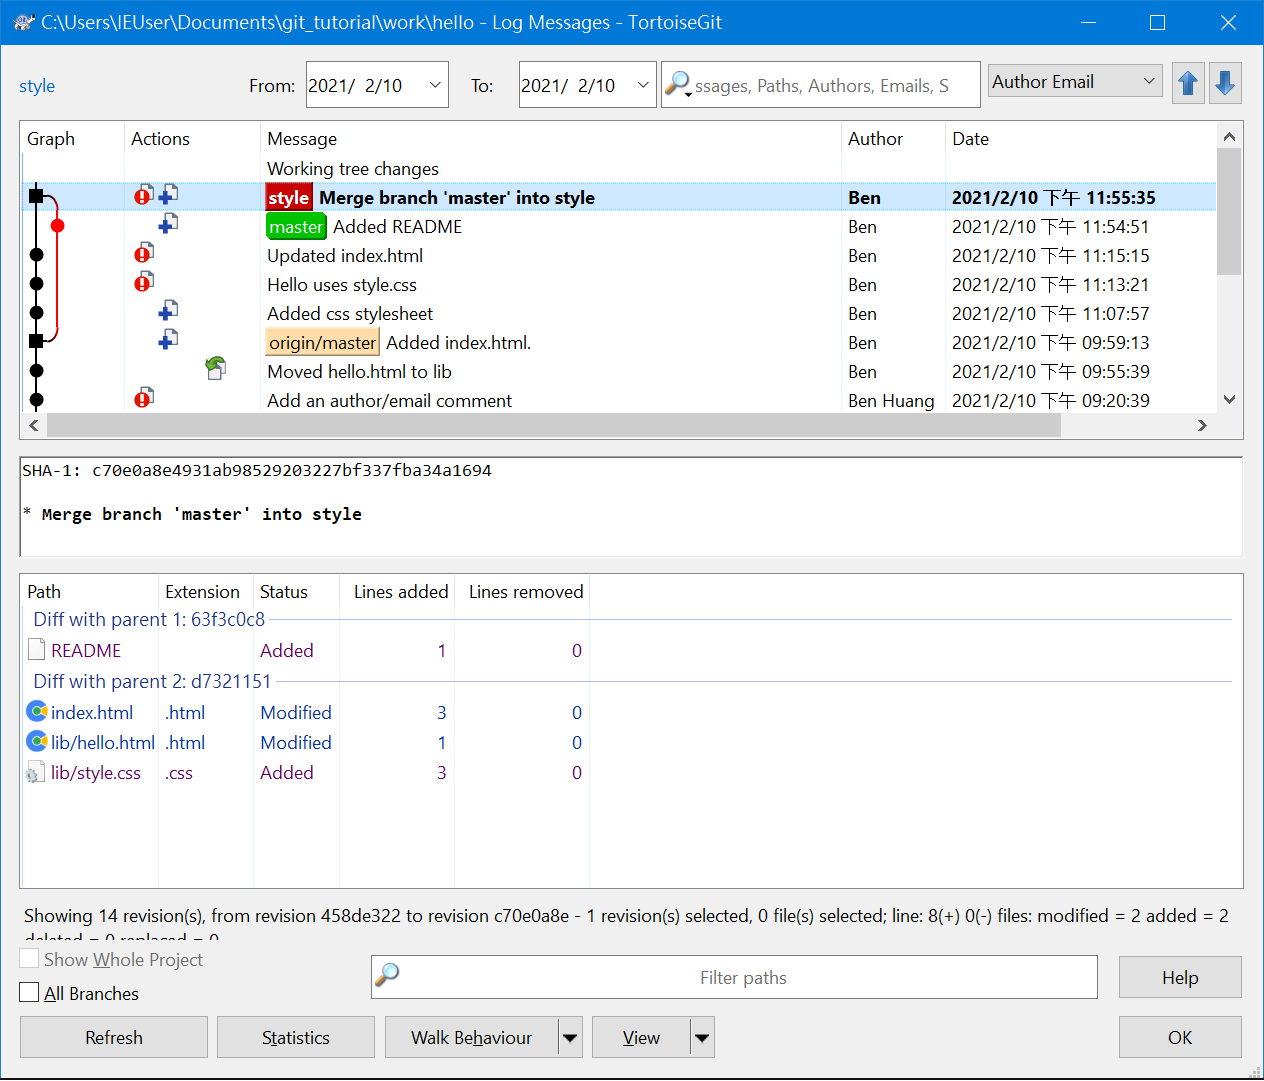 C:\Users\IEUser\Documents\git_tutorial\work\hello - Log Messages - TortoiseGit
style From: 2021/ 2/10 To: 2021/ 2/10 ssages, Paths, Authors, Emails, S Author Email
Graph Actions Message Author Date
Working tree changes
style Merge branch 'master' into style Ben 2021/2/10 下午 11:55:35
master Added README Ben 2021/2/10 下午 11:54:51
Updated index.html Ben 2021/2/10 下午 11:15:15
Hello uses style.css Ben 2021/2/10 下午 11:13:21
Added css stylesheet Ben 2021/2/10 下午 11:07:57
origin/master Added index.html. Ben 2021/2/10 下午 09:59:13
Moved hello.html to lib Ben 2021/2/10 下午 09:55:39
Add an author/email comment Ben Huang 2021/2/10 下午 09:20:39
SHA-1: c70e0a8e4931ab98529203227bf337fba34a1694
* Merge branch 'master' into style
Path Extension Status Lines added Lines removed
Diff with parent 1: 63f3c0c8
README Added 1 0
Diff with parent 2: d7321151
index.html .html Modified 3 0
lib/hello.html .html Modified 1 0
lib/style.css .css Added 3 0
Showing 14 revision(s), from revision 458de322 to revision c70e0a8e - 1 revision(s) selected, 0 file(s) selected; line: 8(+) 0(-) files: modified = 2 added = 2
deleted = 0 replaced = 0
Show Whole Project
All Branches
Filter paths
Help
Refresh Statistics Walk Behaviour View OK